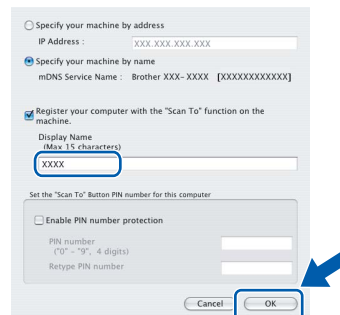 Specify your machine by address
IP Address :
XXX.XXX.XXX.XXX
Specify your machine by name
mDNS Service Name : Brother XXX- XXXX [XXXXXXXXXXXX]
Register your computer with the "Scan To" function on the
machine.
Display Name
(Max 15 characters)
XXXX
Set the "Scan To" Button PIN number for this computer
Enable PIN number protection
PIN number
("0" - "9", 4 digits)
Retype PIN number
Cancel
OK